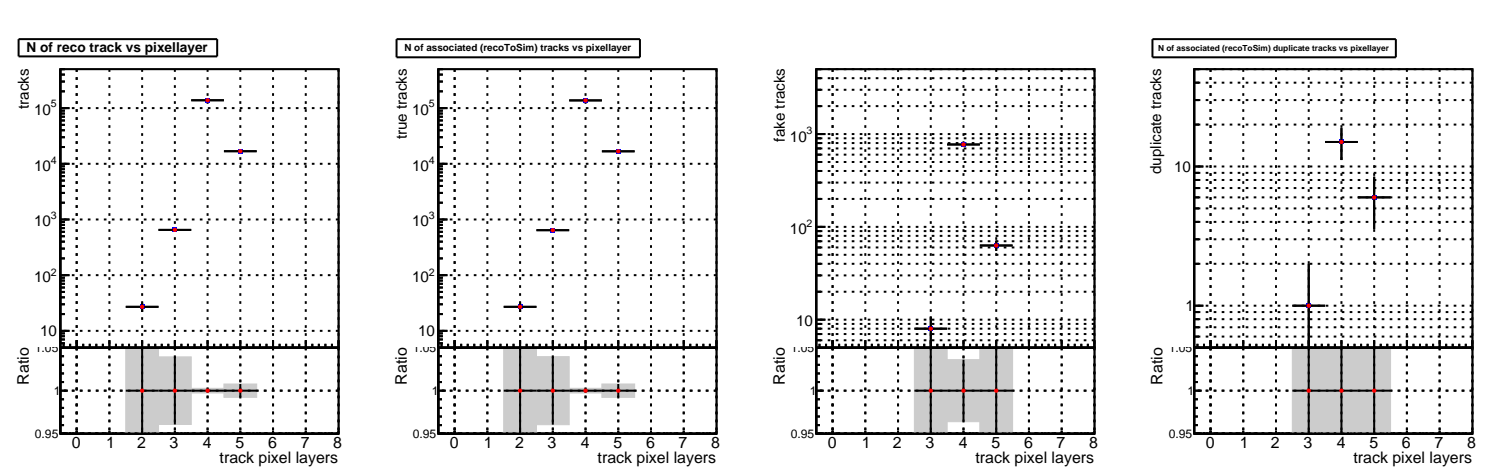 N of reco track vs pixellayer
tracks
10^5
10^4
10^3
10^2
10
Ratio
1.05
1
0.95
0 1 2 3 4 5 6 7 8
track pixel layers
N of associated (recoToSim) tracks vs pixellayer
true tracks
10^5
10^4
10^3
10^2
10
Ratio
1.05
1
0.95
0 1 2 3 4 5 6 7 8
track pixel layers
fake tracks
10^3
10^2
10
Ratio
1.05
1
0.95
0 1 2 3 4 5 6 7 8
track pixel layers
N of associated (recoToSim) duplicate tracks vs pixellayer
duplicate tracks
10
1
Ratio
1.05
1
0.95
0 1 2 3 4 5 6 7 8
track pixel layers